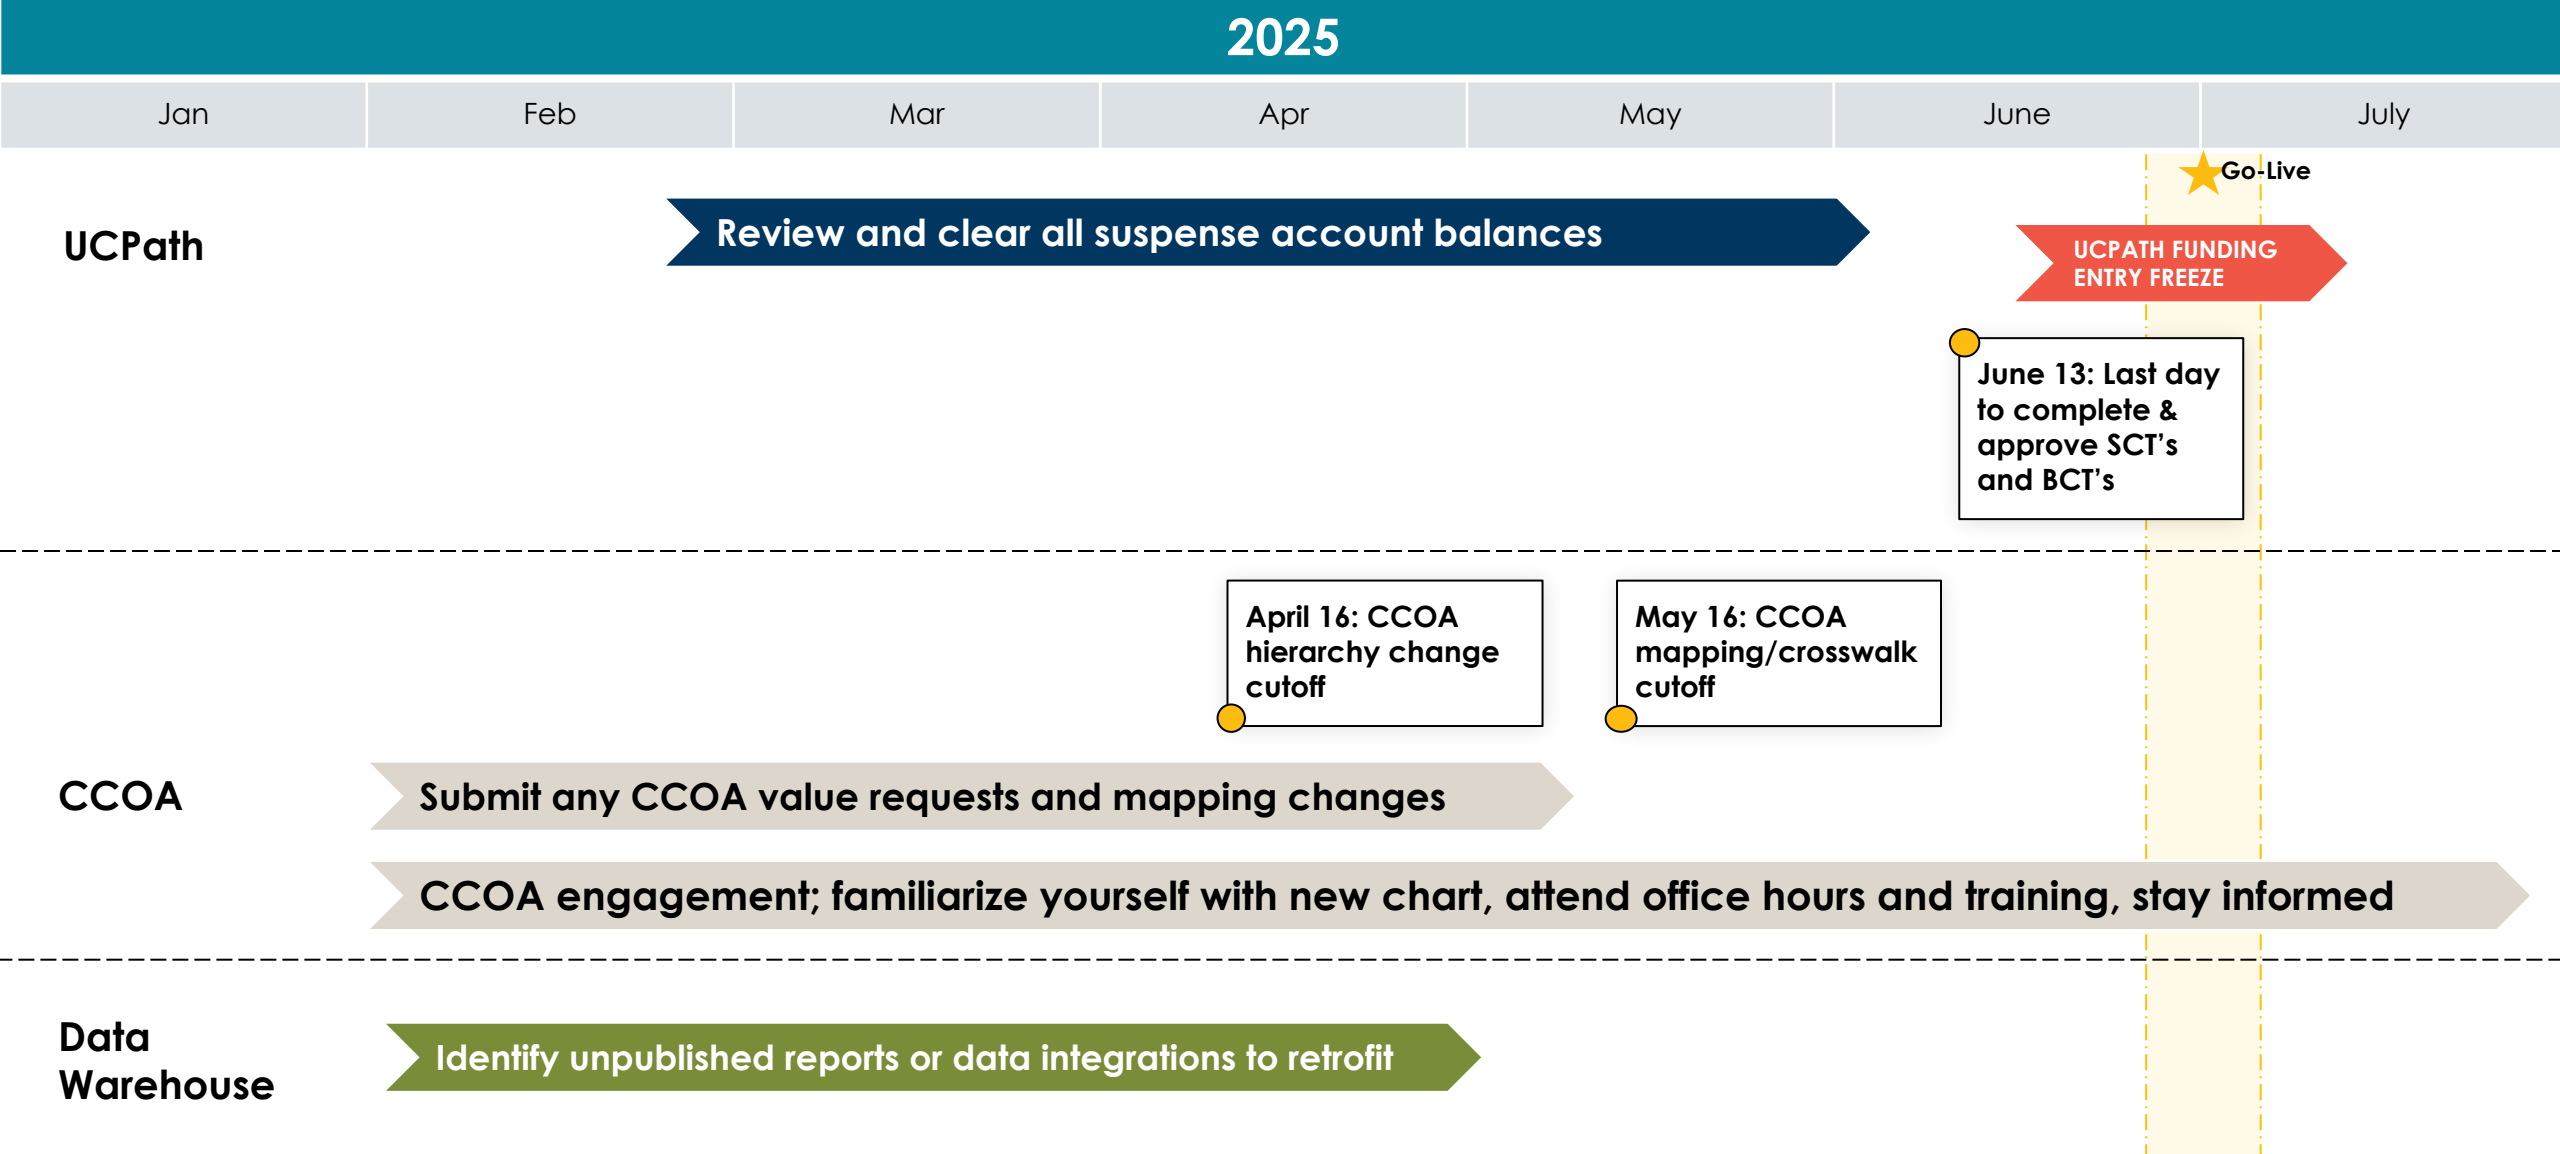 2025
Jan
Feb
Mar
Apr
May
June
July
Go-Live
UCPath
Review and clear all suspense account balances
UCPATH FUNDING
ENTRY FREEZE
June 13: Last day
to complete &
approve SCT’s
and BCT’s
April 16: CCOA
hierarchy change
cutoff
May 16: CCOA
mapping/crosswalk
cutoff
CCOA
Submit any CCOA value requests and mapping changes
CCOA engagement; familiarize yourself with new chart, attend office hours and training, stay informed
Data
Warehouse
Identify unpublished reports or data integrations to retrofit